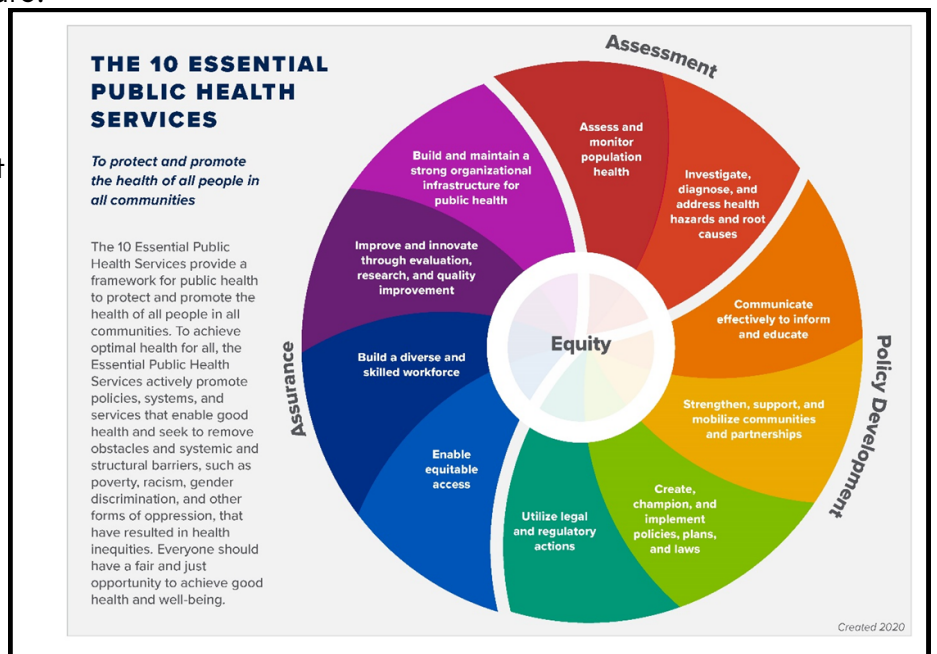 THE 10 ESSENTIAL
PUBLIC HEALTH
SERVICES
To protect and promote
the health of all people in
all communities
The 10 Essential Public
Health Services provide a
framework for public health
to protect and promote the
health of all people in all
communities. To achieve
optimal health for all, the
Essential Public Health
Services actively promote
policies, systems, and
services that enable good
health and seek to remove
obstacles and systemic and
structural barriers, such as
poverty, racism, gender
discrimination, and other
forms of oppression, that
have resulted in health
inequities. Everyone should
have a fair and just
opportunity to achieve good
health and well-being.
Assessment
Assess and
monitor
population
health
Investigate,
diagnose, and
address health
hazards and root
causes
Policy Development
Communicate
effectively to inform
and educate
Strengthen, support, and
mobilize communities
and partnerships
Create,
champion, and
implement
policies, plans,
and laws
Utilize legal
and regulatory
actions
Assurance
Enable
equitable
access
Build a diverse and
skilled workforce
Improve and innovate
through evaluation,
research, and quality
improvement
Build and maintain a
strong organizational
infrastructure for
public health
Equity
Created 2020